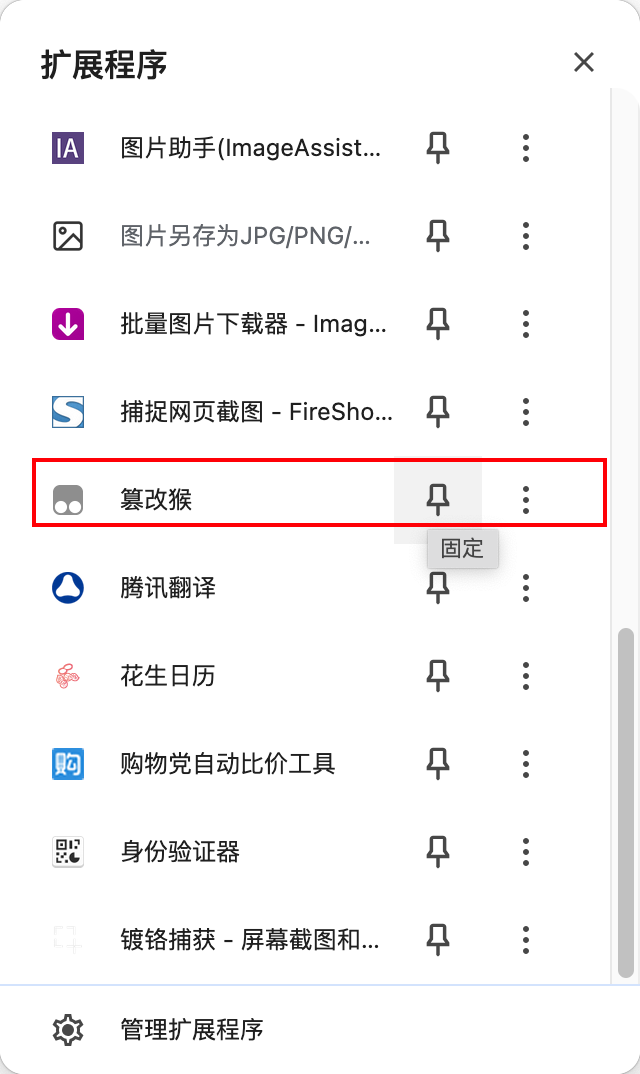 扩展程序
IA 图片助手(ImageAssist...
图片另存为JPG/PNG/...
批量图片下载器 - Imag...
捕捉网页截图 - FireSho...
篡改猴
固定
腾讯翻译
花生日历
购 购物党自动比价工具
身份验证器
镀铬捕获 - 屏幕截图和...
管理扩展程序